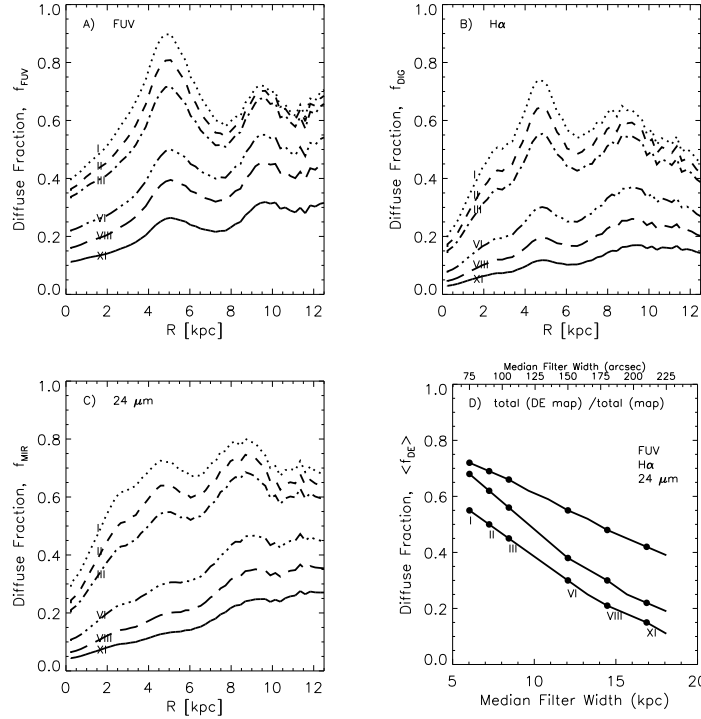 A) FUV
Diffuse Fraction, f_FUV
1.0
0.8
0.6
0.4
0.2
0.0
I
II
III
VI
VIII
XI
0 2 4 6 8 10 12
R [kpc]
B) Hα
Diffuse Fraction, f_DIG
1.0
0.8
0.6
0.4
0.2
0.0
I
II
III
VI
VIII
XI
0 2 4 6 8 10 12
R [kpc]
C) 24 μm
Diffuse Fraction, f_MIR
1.0
0.8
0.6
0.4
0.2
0.0
I
II
III
VI
VIII
XI
0 2 4 6 8 10 12
R [kpc]
Median Filter Width (arcsec)
75 100 125 150 175 200 225
D) total (DE map) /total (map)
FUV
Hα
24 μm
Diffuse Fraction, <f_DE>
1.0
0.8
0.6
0.4
0.2
0.0
I
II
III
VI
VIII
XI
5 10 15 20
Median Filter Width (kpc)